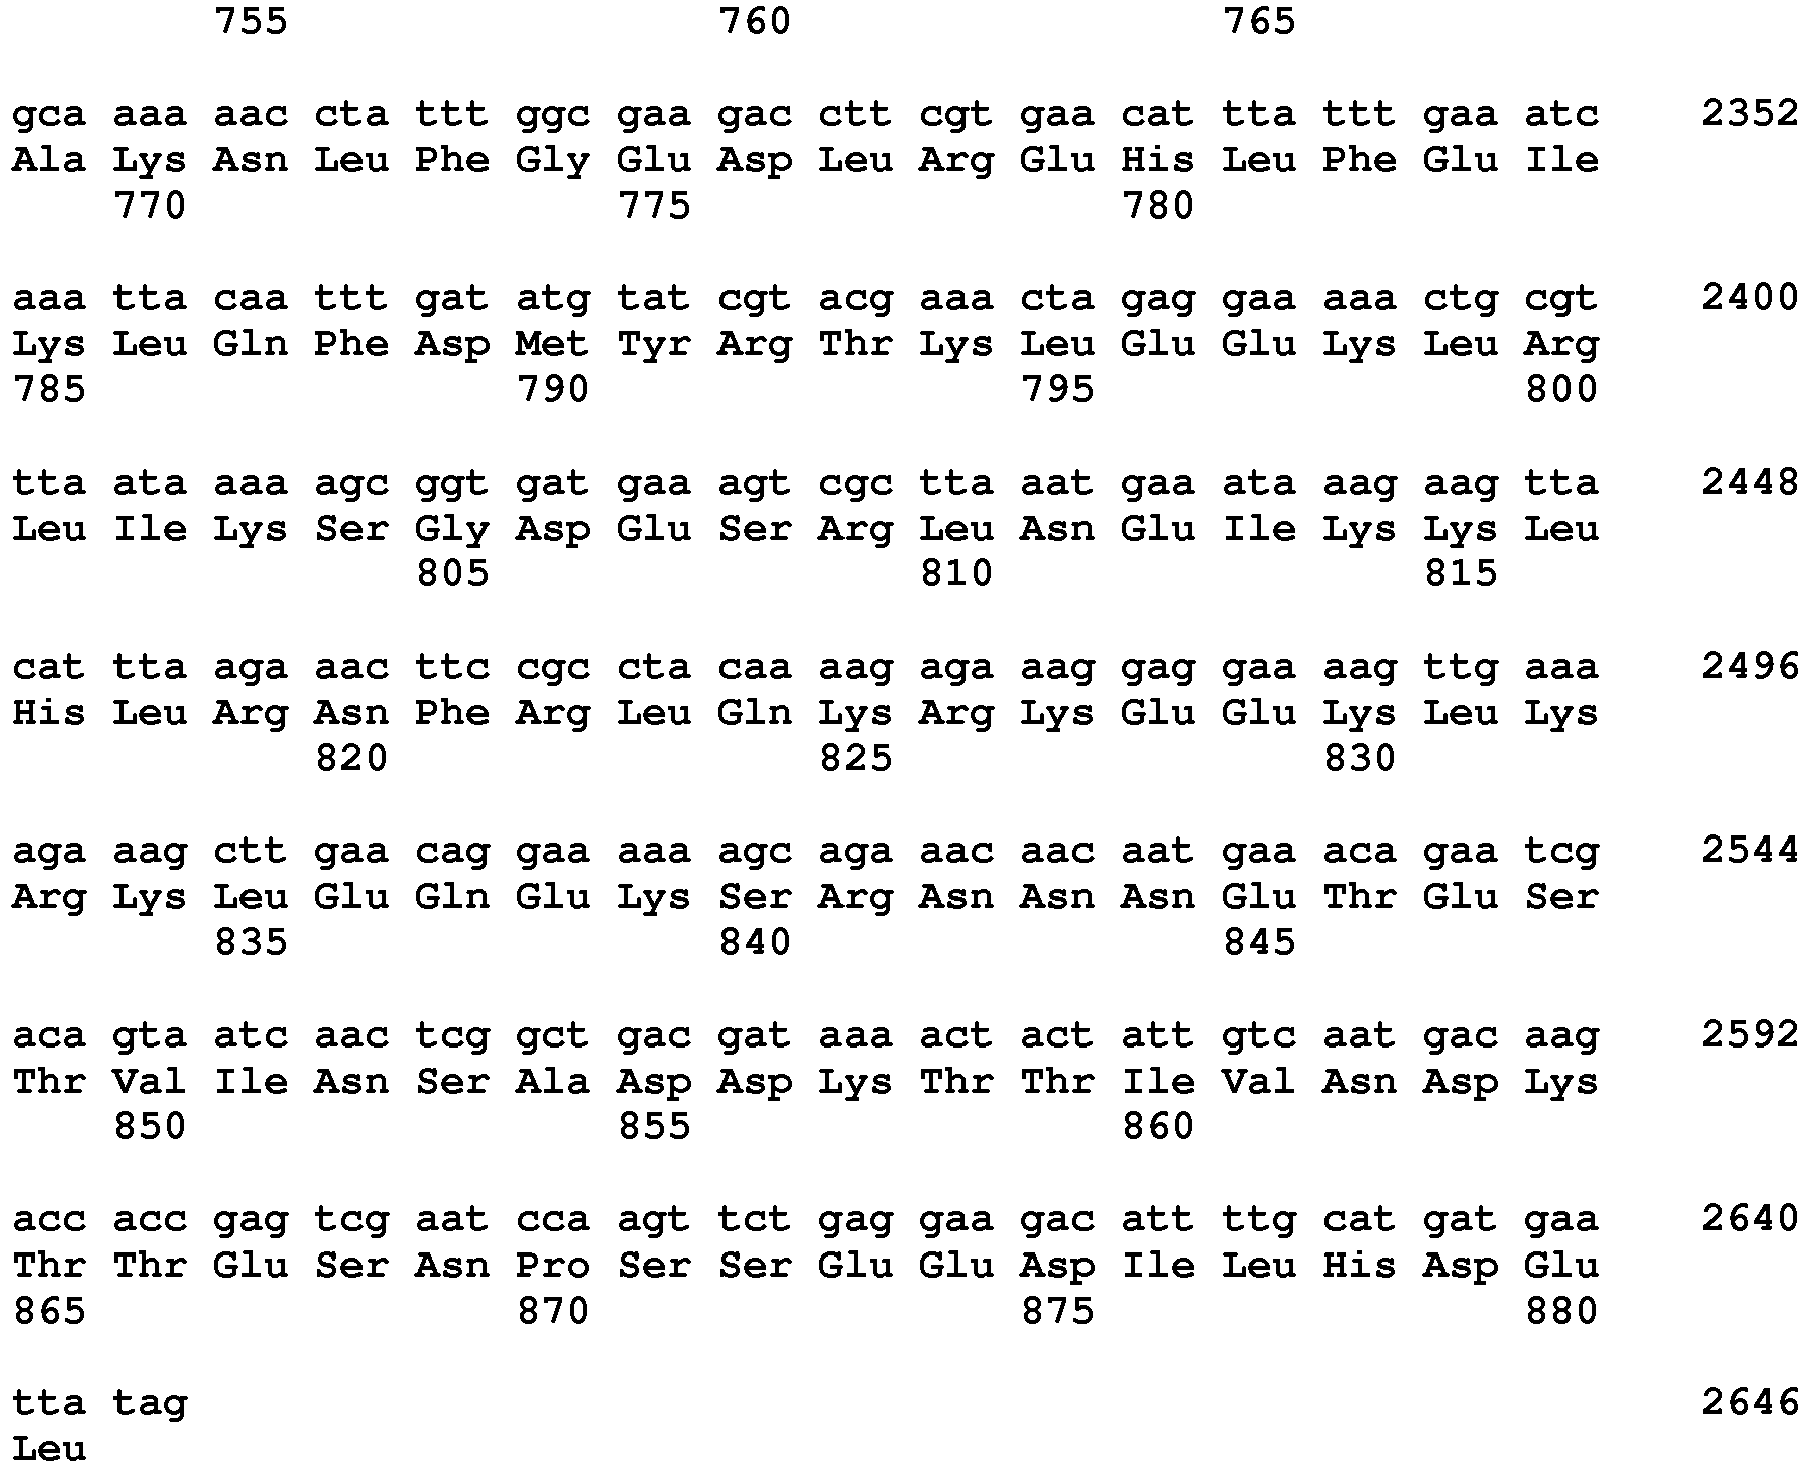 755 760 765
gca aaa aac cta ttt ggc gaa gac ctt cgt gaa cat tta ttt gaa atc 2352
Ala Lys Asn Leu Phe Gly Glu Asp Leu Arg Glu His Leu Phe Glu Ile
770 775 780
aaa tta caa ttt gat atg tat cgt acg aaa cta gag gaa aaa ctg cgt 2400
Lys Leu Gln Phe Asp Met Tyr Arg Thr Lys Leu Glu Glu Lys Leu Arg
785 790 795 800
tta ata aaa agc ggt gat gaa agt cgc tta aat gaa ata aag aag tta 2448
Leu Ile Lys Ser Gly Asp Glu Ser Arg Leu Asn Glu Ile Lys Lys Leu
805 810 815
cat tta aga aac ttc cgc cta caa aag aga aag gag gaa aag ttg aaa 2496
His Leu Arg Asn Phe Arg Leu Gln Lys Arg Lys Glu Glu Lys Leu Lys
820 825 830
aga aag ctt gaa cag gaa aaa agc aga aac aac aat gaa aca gaa tcg 2544
Arg Lys Leu Glu Gln Glu Lys Ser Arg Asn Asn Asn Glu Thr Glu Ser
835 840 845
aca gta atc aac tcg gct gac gat aaa act act att gtc aat gac aag 2592
Thr Val Ile Asn Ser Ala Asp Asp Lys Thr Thr Ile Val Asn Asp Lys
850 855 860
acc acc gag tcg aat cca agt tct gag gaa gac att ttg cat gat gaa 2640
Thr Thr Glu Ser Asn Pro Ser Ser Glu Glu Asp Ile Leu His Asp Glu
865 870 875 880
tta tag 2646
Leu